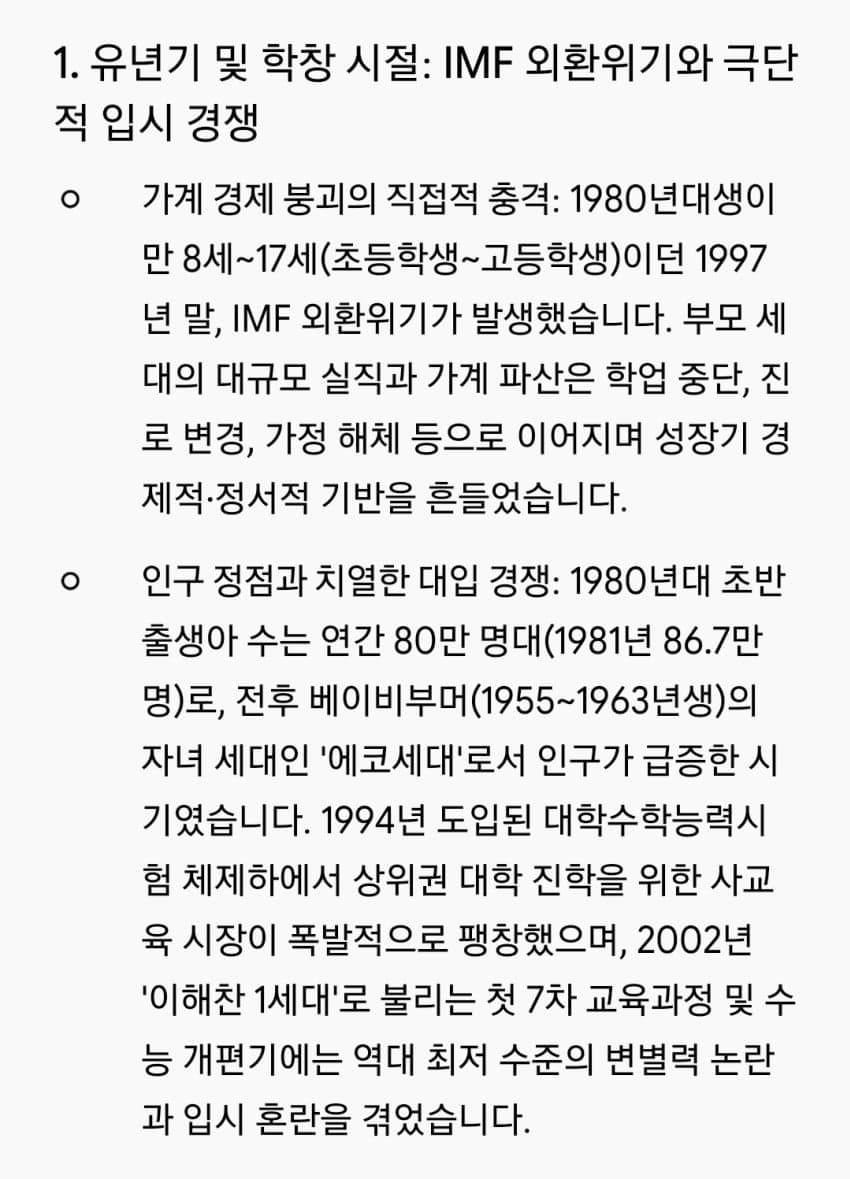 1. 유년기 및 학창 시절: IMF 외환위기와 극단
적 입시 경쟁
가계 경제 붕괴의 직접적 충격: 1980년대생이
만 8세~17세(초등학생~고등학생)이던 1997
년 말, IMF 외환위기가 발생했습니다. 부모 세
대의 대규모 실직과 가계 파산은 학업 중단, 진
로 변경, 가정 해체 등으로 이어지며 성장기 경
제적·정서적 기반을 흔들었습니다.
인구 정점과 치열한 대입 경쟁: 1980년대 초반
출생아 수는 연간 80만 명대(1981년 86.7만
명)로, 전후 베이비부머(1955~1963년생)의
자녀 세대인 '에코세대'로서 인구가 급증한 시
기였습니다. 1994년 도입된 대학수학능력시
험 체제하에서 상위권 대학 진학을 위한 사교
육 시장이 폭발적으로 팽창했으며, 2002년
'이해찬 1세대'로 불리는 첫 7차 교육과정 및 수
능 개편기에는 역대 최저 수준의 변별력 논란
과 입시 혼란을 겪었습니다.